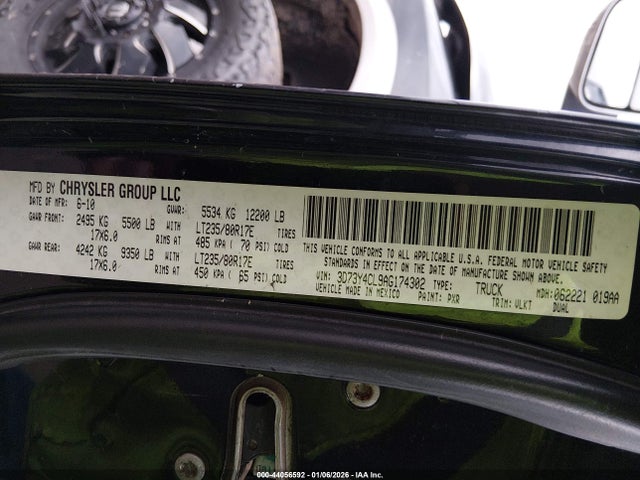 MFD BY CHRYSLER GROUP LLC
DATE OF MFR: 6-10 GVWR: 5534 KG 12200 LB
GAWR FRONT: 2495 KG 5500 LB WITH LT235/80R17E TIRES
17X6.0 RIMS AT 485 KPA ( 70 PSI) COLD
GAWR REAR: 4242 KG 9350 LB WITH LT235/80R17E TIRES
17X6.0 RIMS AT 450 KPA ( 65 PSI) COLD
THIS VEHICLE CONFORMS TO ALL APPLICABLE U.S.A. FEDERAL MOTOR VEHICLE SAFETY
STANDARDS IN EFFECT ON THE DATE OF MANUFACTURE SHOWN ABOVE.
VIN: 3D73Y4CL9AG174302 TYPE: TRUCK MDH: 062221 019AA
VEHICLE MADE IN MEXICO PAINT: PXR TRIM: VLKT DUAL
000-44056592 - 01/06/2026 - IAA Inc.